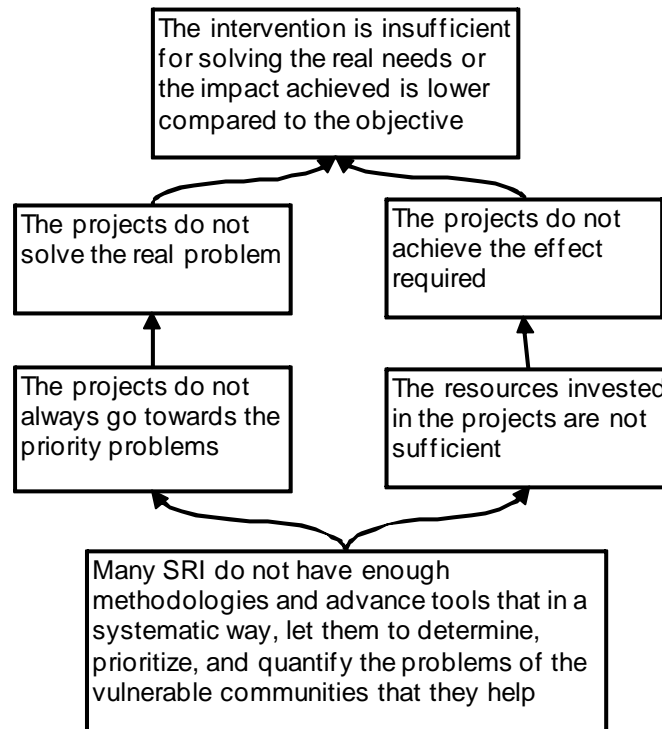 The intervention is insufficient
for solving the real needs or
the impact achieved is lower
compared to the objective
The projects do not
solve the real problem
The projects do not
achieve the effect
required
The projects do not
always go towards the
priority problems
The resources invested
in the projects are not
sufficient
Many SRI do not have enough
methodologies and advance tools that in a
systematic way, let them to determine,
prioritize, and quantify the problems of the
vulnerable communities that they help